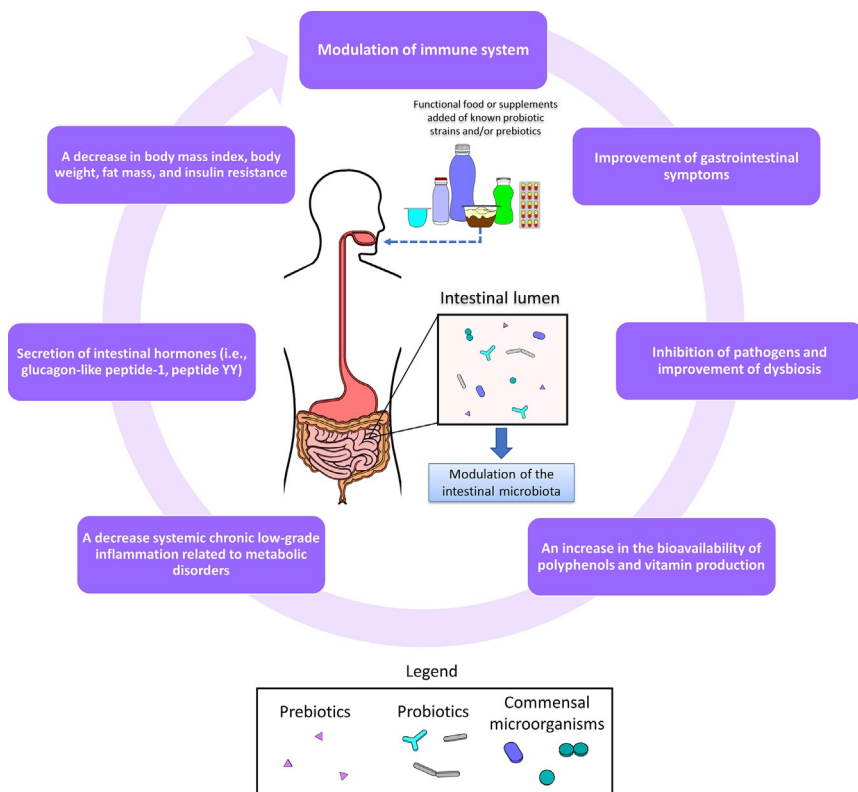 Modulation of immune system
Functional food or supplements
added of known probiotic
strains and/or prebiotics
A decrease in body mass index, body
weight, fat mass, and insulin resistance
Improvement of gastrointestinal
symptoms
Intestinal lumen
Secretion of intestinal hormones (i.e.,
glucagon-like peptide-1, peptide YY)
Inhibition of pathogens and
improvement of dysbiosis
Modulation of the
intestinal microbiota
A decrease systemic chronic low-grade
inflammation related to metabolic
disorders
An increase in the bioavailability of
polyphenols and vitamin production
Legend
Prebiotics
Probiotics
Commensal
microorganisms